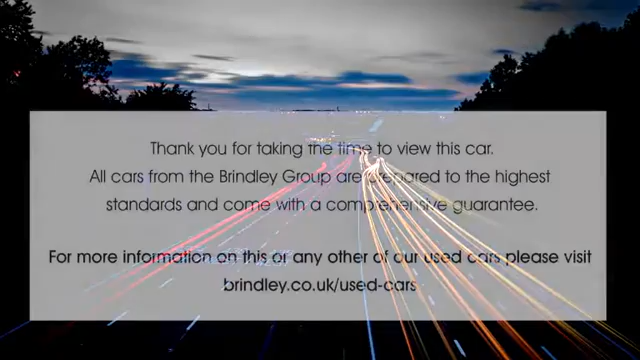 Thank you for taking the time to view this car.
All cars from the Brindley Group are prepared to the highest
standards and come with a comprehensive guarantee.
For more information on this or any other of our used cars please visit
brindley.co.uk/used-cars